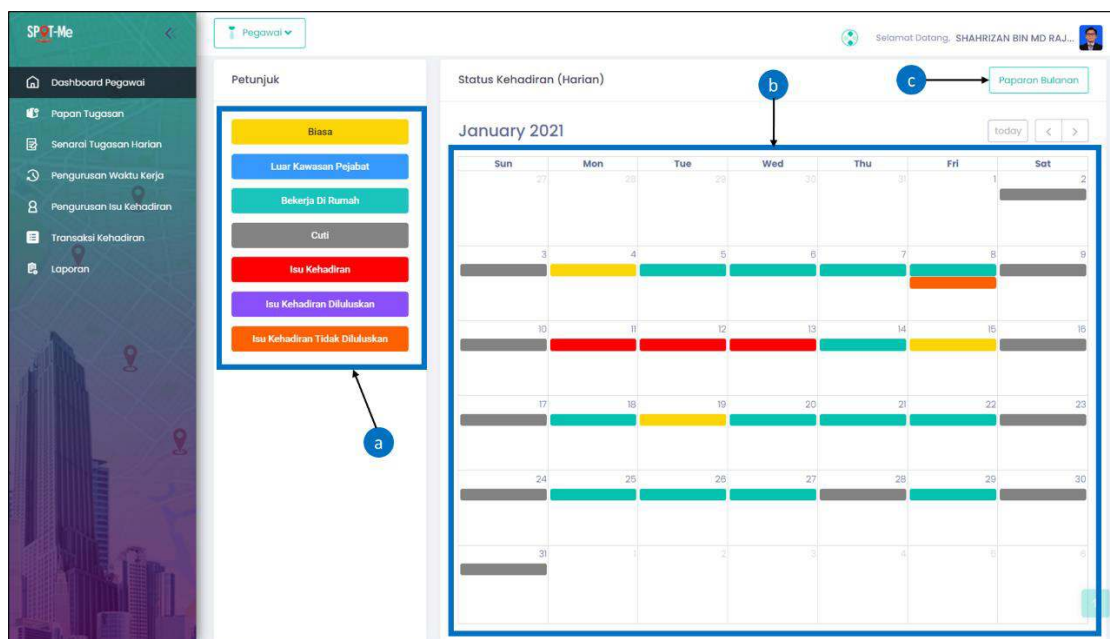 SPOT-Me
Pegawai
Selamat Datang, SHAHRIZAN BIN MD RAJ...
Dashboard Pegawai
Papan Tugasan
Senarai Tugasan Harian
Pengurusan Waktu Kerja
Pengurusan Isu Kehadiran
Transaksi Kehadiran
Laporan
Petunjuk
Biasa
Luar Kawasan Pejabat
Bekerja Di Rumah
Cuti
Isu Kehadiran
Isu Kehadiran Diluluskan
Isu Kehadiran Tidak Diluluskan
a
Status Kehadiran (Harian)
b
c
Paparan Bulanan
January 2021
today < >
Sun Mon Tue Wed Thu Fri Sat
27 28 29 30 31 1 2
3 4 5 6 7 8 9
10 11 12 13 14 15 16
17 18 19 20 21 22 23
24 25 26 27 28 29 30
31 1 2 3 4 5 6